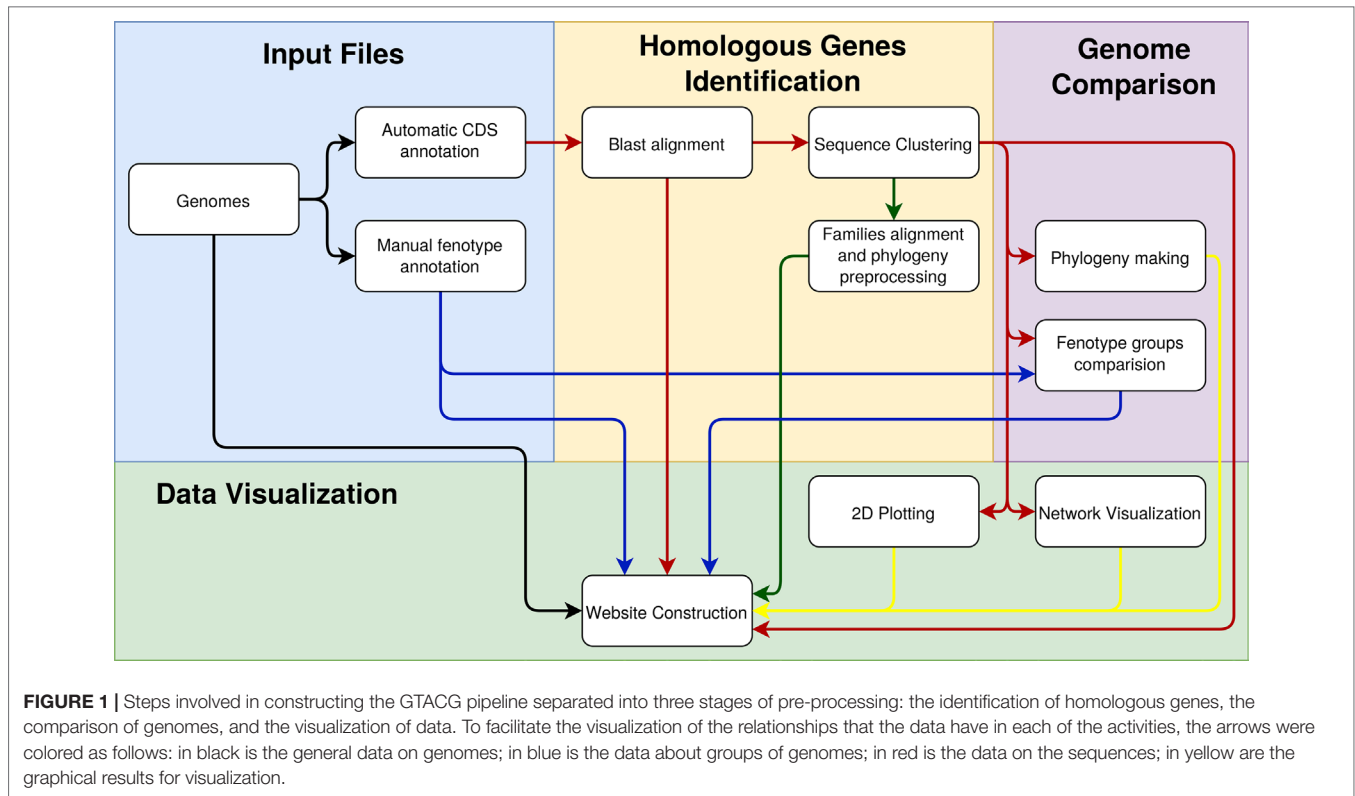 Input Files
Homologous Genes
Identification
Genome
Comparison
Automatic CDS
annotation
Blast alignment
Sequence Clustering
Genomes
Manual fenotype
annotation
Families alignment
and phylogeny
preprocessing
Phylogeny making
Fenotype groups
comparision
Data Visualization
2D Plotting
Network Visualization
Website Construction
FIGURE 1 | Steps involved in constructing the GTACG pipeline separated into three stages of pre-processing: the identification of homologous genes, the
comparison of genomes, and the visualization of data. To facilitate the visualization of the relationships that the data have in each of the activities, the arrows were
colored as follows: in black is the general data on genomes; in blue is the data about groups of genomes; in red is the data on the sequences; in yellow are the
graphical results for visualization.